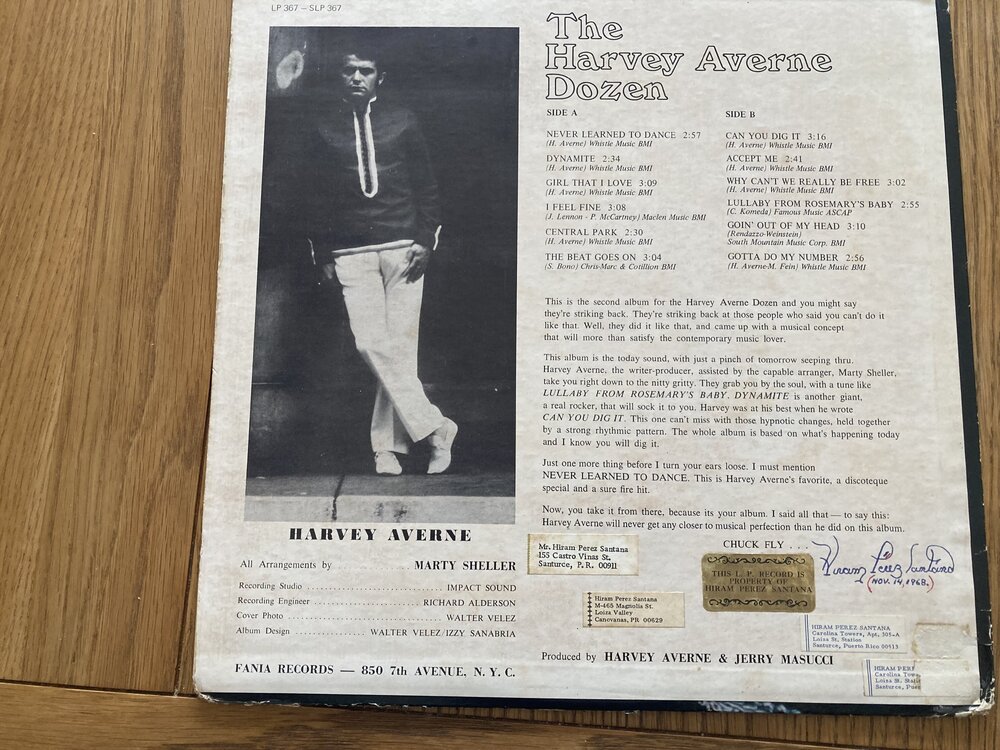 LP 367 — SLP 367
The
Harvey Averne
Dozen
SIDE A
NEVER LEARNED TO DANCE 2:57
(H. Averne) Whistle Music BMI
DYNAMITE 2:34
(H. Averne) Whistle Music BMI
GIRL THAT I LOVE 3:09
(H. Averne) Whistle Music BMI
I FEEL FINE 3:08
(J. Lennon - P. McCartney) Maclen Music BMI
CENTRAL PARK 2:30
(H. Averne) Whistle Music BMI
THE BEAT GOES ON 3:04
(S. Bono) Chris-Marc & Cotillion BMI
SIDE B
CAN YOU DIG IT 3:16
(H. Averne) Whistle Music BMI
ACCEPT ME 2:41
(H. Averne) Whistle Music BMI
WHY CAN'T WE REALLY BE FREE 3:02
(H. Averne) Whistle Music BMI
LULLABY FROM ROSEMARY'S BABY 2:55
(C. Komeda) Famous Music ASCAP
GOIN' OUT OF MY HEAD 3:10
(Rendazzo-Weinstein)
South Mountain Music Corp. BMI
GOTTA DO MY NUMBER 2:56
(H. Averne-M. Fein) Whistle Music BMI
This is the second album for the Harvey Averne Dozen and you might say
they're striking back. They're striking back at those people who said you can't do it
like that. Well, they did it like that, and came up with a musical concept
that will more than satisfy the contemporary music lover.
This album is the today sound, with just a pinch of tomorrow seeping thru.
Harvey Averne, the writer-producer, assisted by the capable arranger, Marty Sheller,
take you right down to the nitty gritty. They grab you by the soul, with a tune like
LULLABY FROM ROSEMARY'S BABY. DYNAMITE is another giant,
a real rocker, that will sock it to you. Harvey was at his best when he wrote
CAN YOU DIG IT. This one can't miss with those hypnotic changes, held together
by a strong rhythmic pattern. The whole album is based on what's happening today
and I know you will dig it.
Just one more thing before I turn your ears loose. I must mention
NEVER LEARNED TO DANCE. This is Harvey Averne's favorite, a discoteque
special and a sure fire hit.
Now, you take it from there, because its your album. I said all that — to say this:
Harvey Averne will never get any closer to musical perfection than he did on this album.
CHUCK FLY . . .
HARVEY AVERNE
All Arrangements by ........... MARTY SHELLER
Recording Studio ........... IMPACT SOUND
Recording Engineer ........... RICHARD ALDERSON
Cover Photo ........... WALTER VELEZ
Album Design ........... WALTER VELEZ/IZZY SANABRIA
FANIA RECORDS — 850 7th AVENUE, N. Y. C.
Mr. Hiram Perez Santana
155 Castro Vinas St.
Santurce, P. R. 00911
THIS L. P. RECORD IS
PROPERTY OF
HIRAM PEREZ SANTANA
Hiram Pérez Santana
(NOV. 14, 1968.)
Hiram Perez Santana
M-465 Magnolia St.
Loiza Valley
Canovanas, PR 00629
HIRAM PEREZ SANTANA
Carolina Towers, Apt. 305-A
Loiza St. Station
Santurce, Puerto Rico 00913
Produced by HARVEY AVERNE & JERRY MASUCCI
HIRAM PER
Carolina Towe
Loiza St. Stati
Santurce, Puer